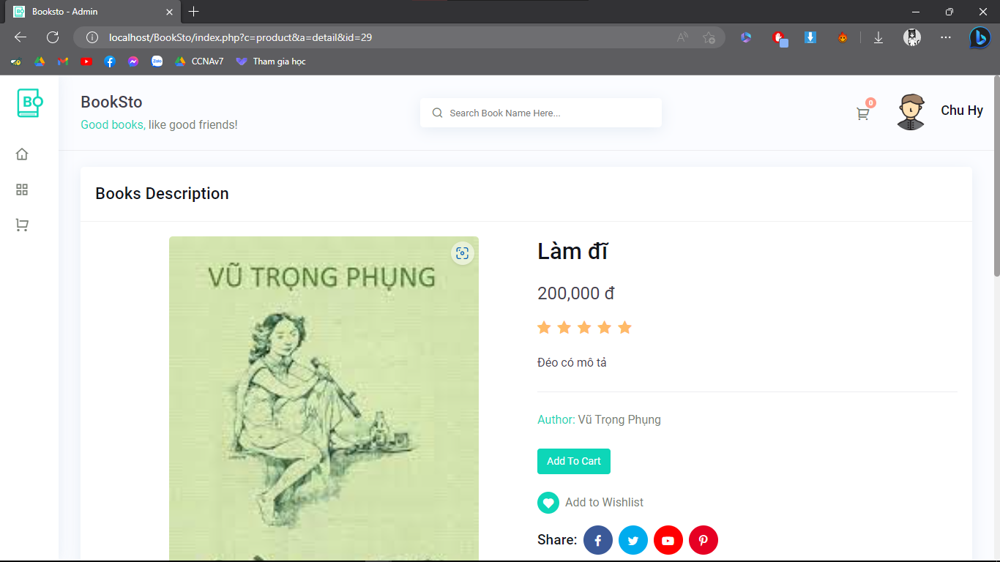 Booksto - Admin
localhost/BookSto/index.php?c=product&a=detail&id=29
CCNAv7
Tham gia học
BO
BookSto
Good books, like good friends!
Search Book Name Here...
0
Chu Hy
Books Description
VŨ TRỌNG PHỤNG
Làm đĩ
200,000 đ
Đéo có mô tả
Author: Vũ Trọng Phụng
Add To Cart
Add to Wishlist
Share: